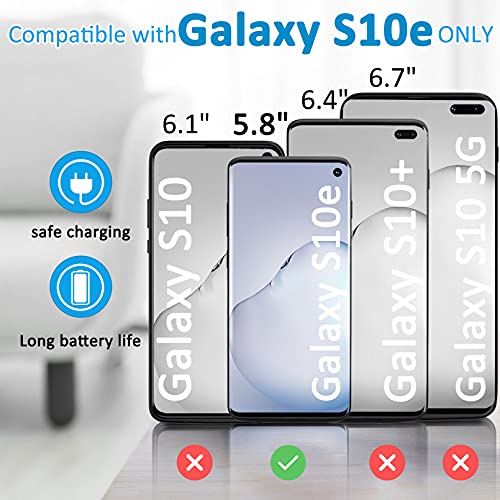 Compatible with Galaxy S10e ONLY
6.1"
5.8"
6.4"
6.7"
safe charging
Long battery life
Galaxy S10
Galaxy S10e
Galaxy S10+
Galaxy S10 5G